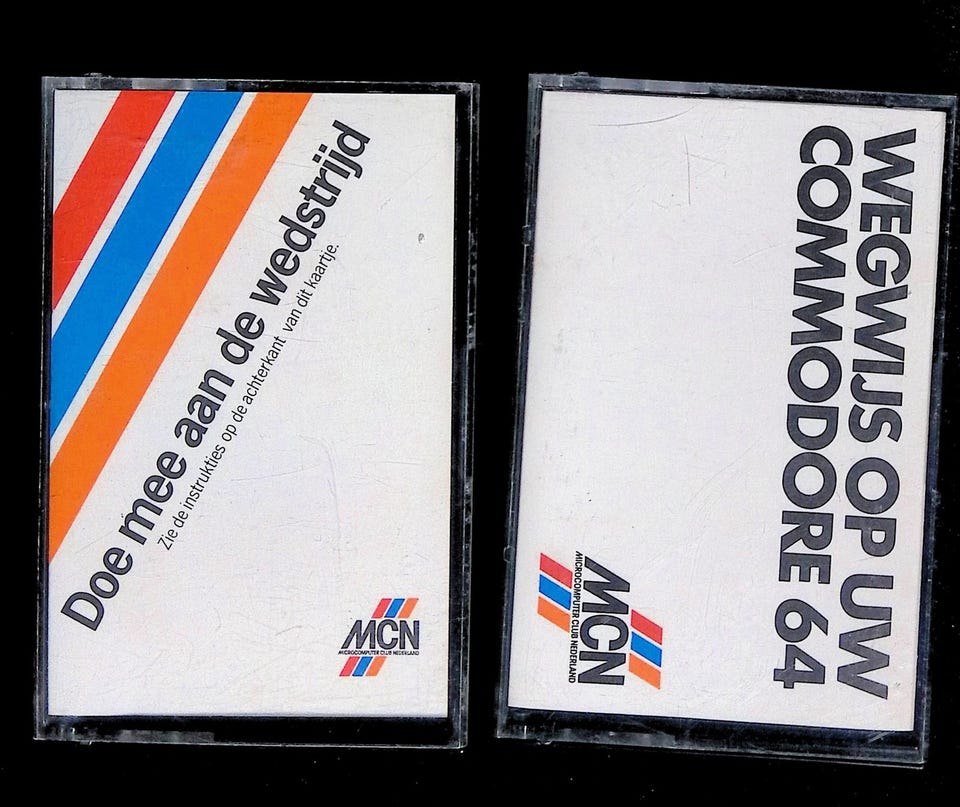 Doe mee aan de wedstrijd
Zie de instrukties op de achterkant van dit kaartje.
MCN
MICROCOMPUTER CLUB NEDERLAND
WEGWIJS OP UW
COMMODORE 64
MCN
MICROCOMPUTER CLUB NEDERLAND